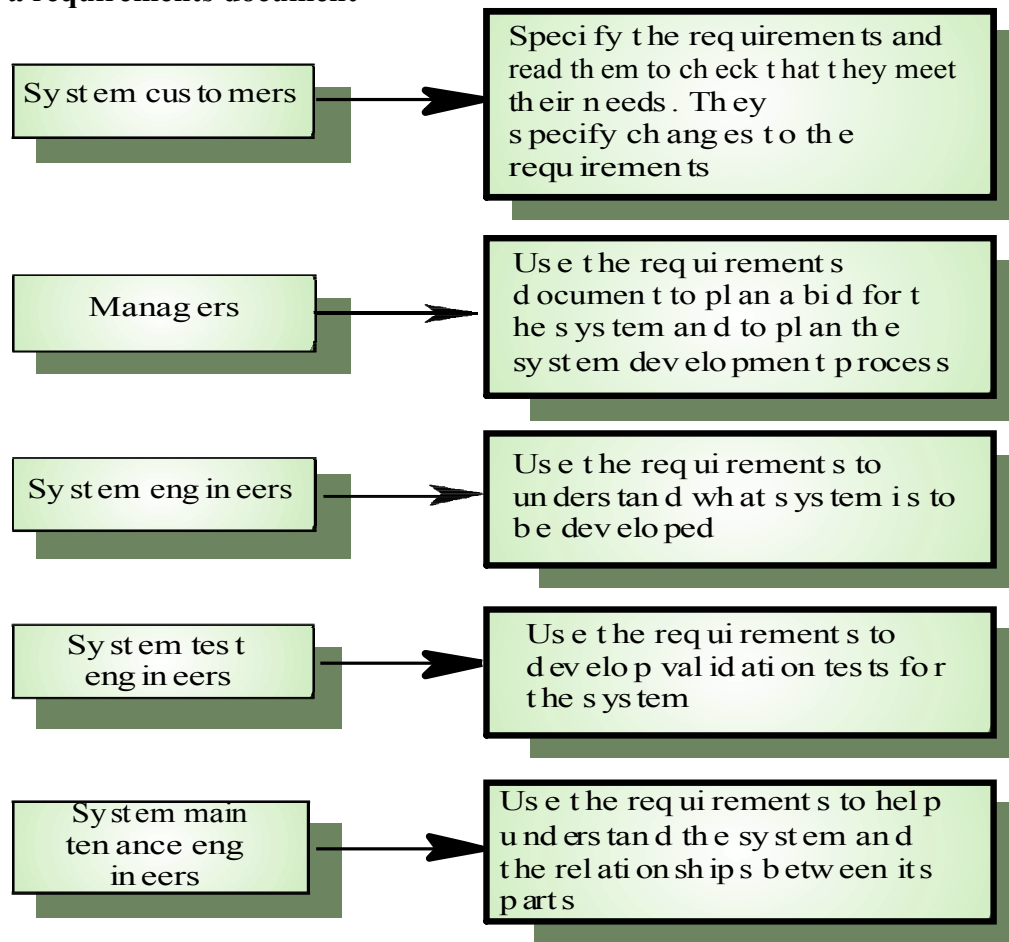 a requirements document
System customers
Specify the requirements and
read them to check that they meet
their needs. They
specify changes to the
requirements
Managers
Use the requirements
document to plan a bid for t
he system and to plan the
system development process
System engineers
Use the requirements to
understand what system is to
be developed
System test
engineers
Use the requirements to
develop validation tests for
the system
System main
tenance eng
ineers
Use the requirements to help
understand the system and
the relationships between its
parts